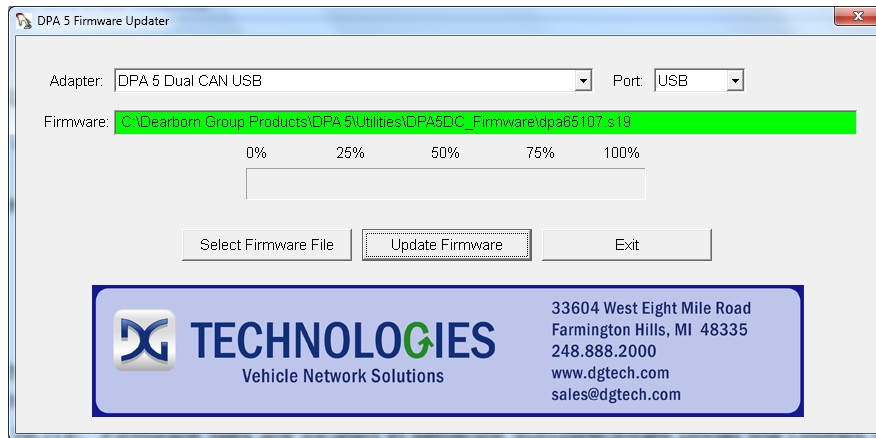 DPA 5 Firmware Updater
Adapter: DPA 5 Dual CAN USB Port: USB
Firmware: C:\Dearborn Group Products\DPA 5\Utilities\DPA5DC_Firmware\dpa65107.s19
0% 25% 50% 75% 100%
Select Firmware File Update Firmware Exit
DG TECHNOLOGIES
Vehicle Network Solutions
33604 West Eight Mile Road
Farmington Hills, MI 48335
248.888.2000
www.dgtech.com
sales@dgtech.com